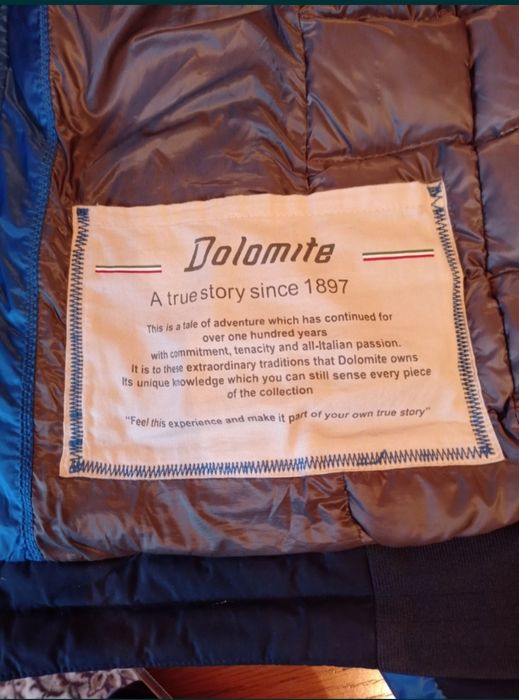 Dolomite
A true story since 1897
This is a tale of adventure which has continued for
over one hundred years
with commitment, tenacity and all-Italian passion.
It is to these extraordinary traditions that Dolomite owns
Its unique knowledge which you can still sense every piece
of the collection
"Feel this experience and make it part of your own true story"